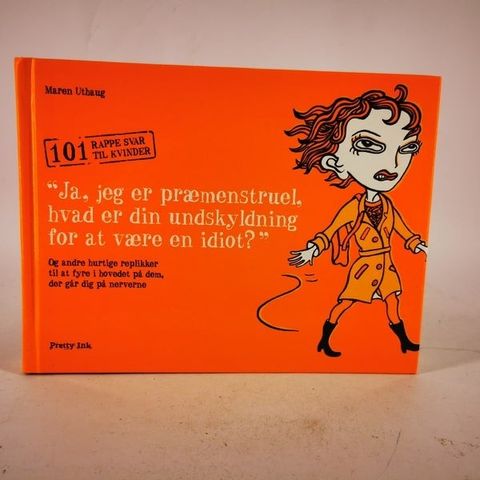 Maren Uthaug
101 RAPPE SVAR
TIL KVINDER
“Ja, jeg er præmenstruel,
hvad er din undskyldning
for at være en idiot?”
Og andre hurtige replikker
til at fyre i hovedet på dem,
der går dig på nerverne
Pretty Ink